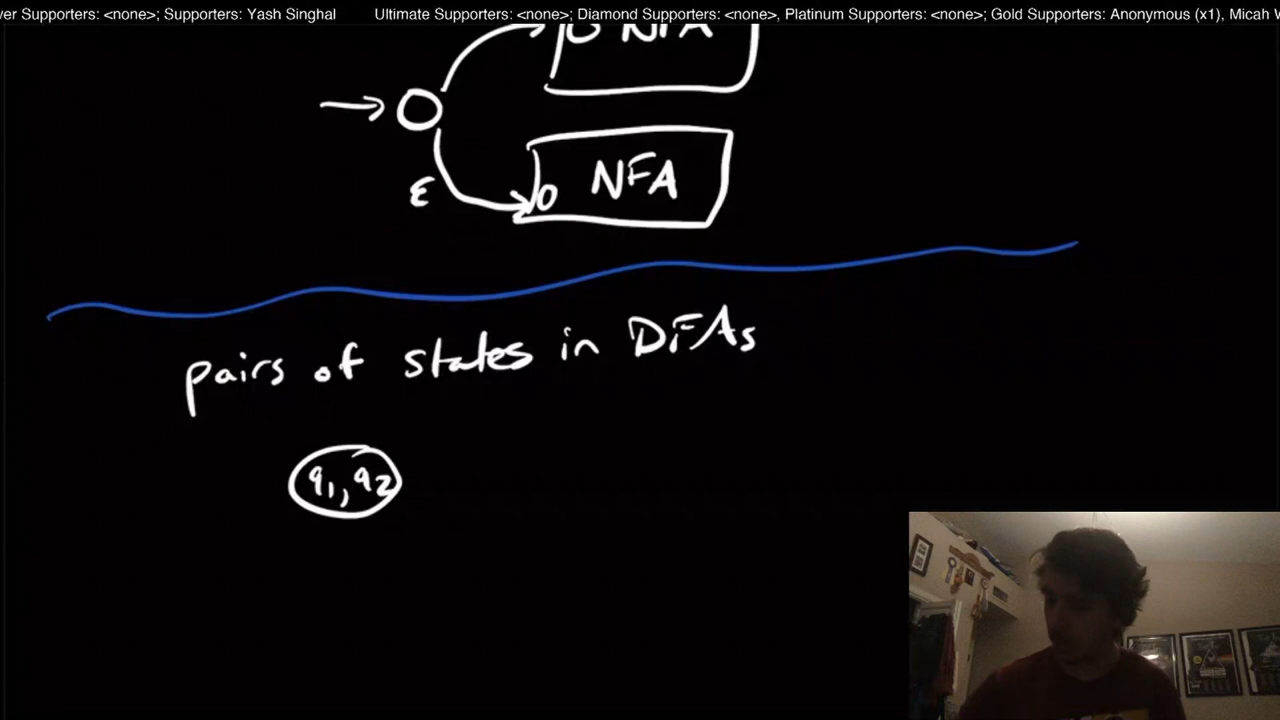 ver Supporters: <none>; Supporters: Yash Singhal Ultimate Supporters: <none>; Diamond Supporters: <none>, Platinum Supporters: <none>; Gold Supporters: Anonymous (x1), Micah W
NFA
ε
NFA
pairs of states in DFAs
q1, q2